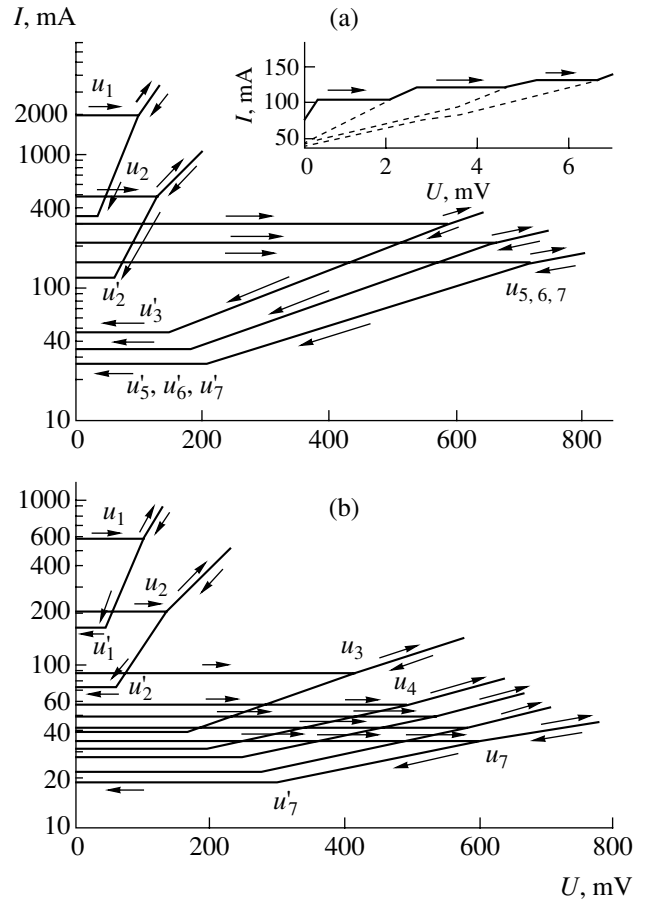 I, mA
(a)
u₁
2000
1000
u₂
400
100
u'₂
u'₃
40
u'₅, u'₆, u'₇
u₅,₆,₇
10
0 200 400 600 800
I, mA
150
100
50
0 2 4 6
U, mV
(b)
1000
u₁
600
400
u₂
200
u'₁
u'₂
100
u₃
60
u₄
40
u₇
20
u'₇
10
0 200 400 600 800
U, mV